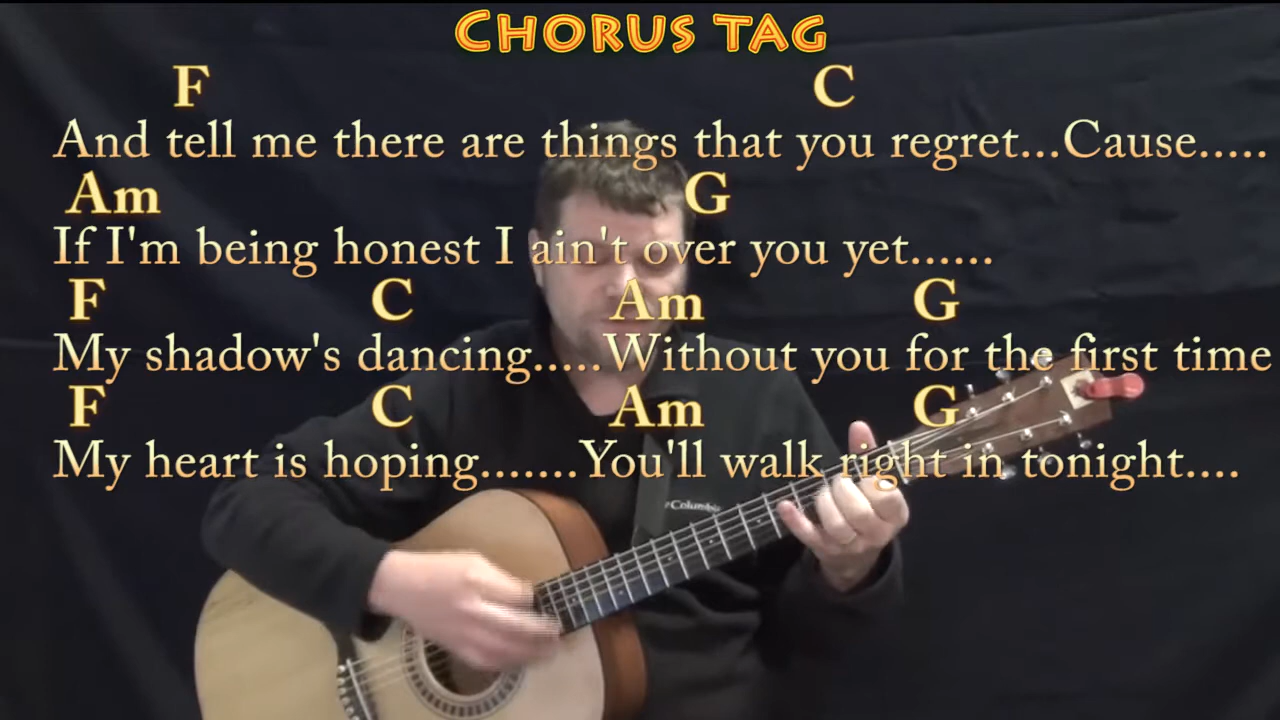 CHORUS TAG
F C
And tell me there are things that you regret...Cause.....
Am G
If I'm being honest I ain't over you yet......
F C Am G
My shadow's dancing.....Without you for the first time
F C Am G
My heart is hoping.......You'll walk right in tonight....
Columbia